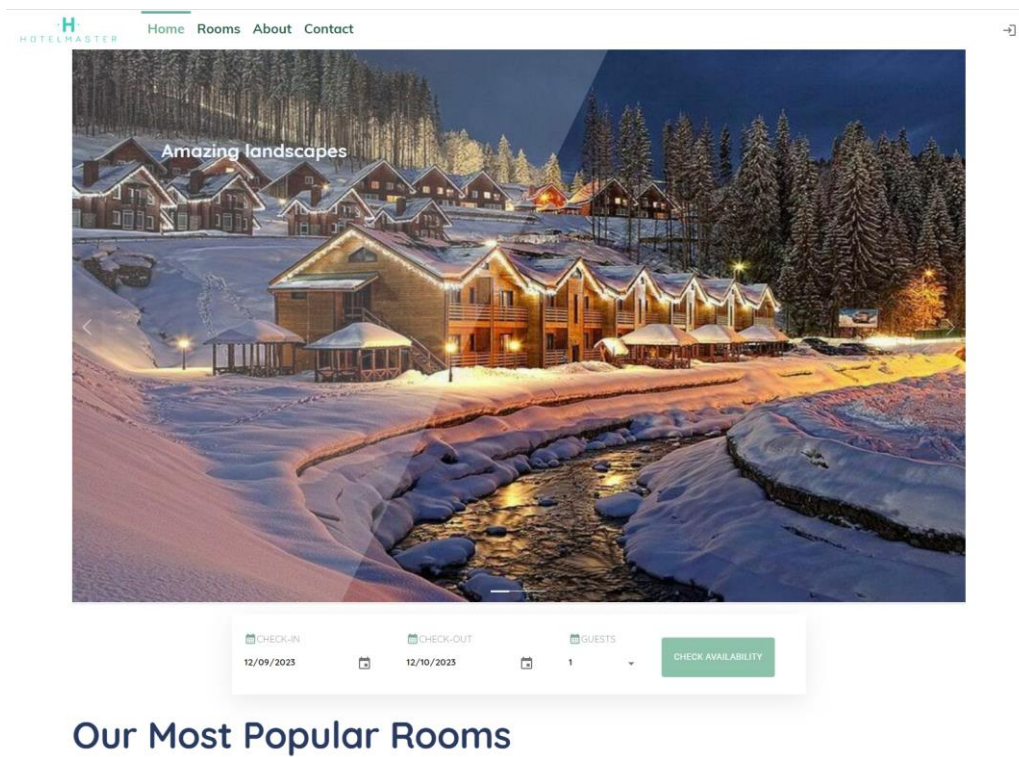 H
HOTELMASTER
Home Rooms About Contact
Amazing landscapes
CHECK-IN CHECK-OUT GUESTS
12/09/2023 12/10/2023 1
CHECK AVAILABILITY
Our Most Popular Rooms